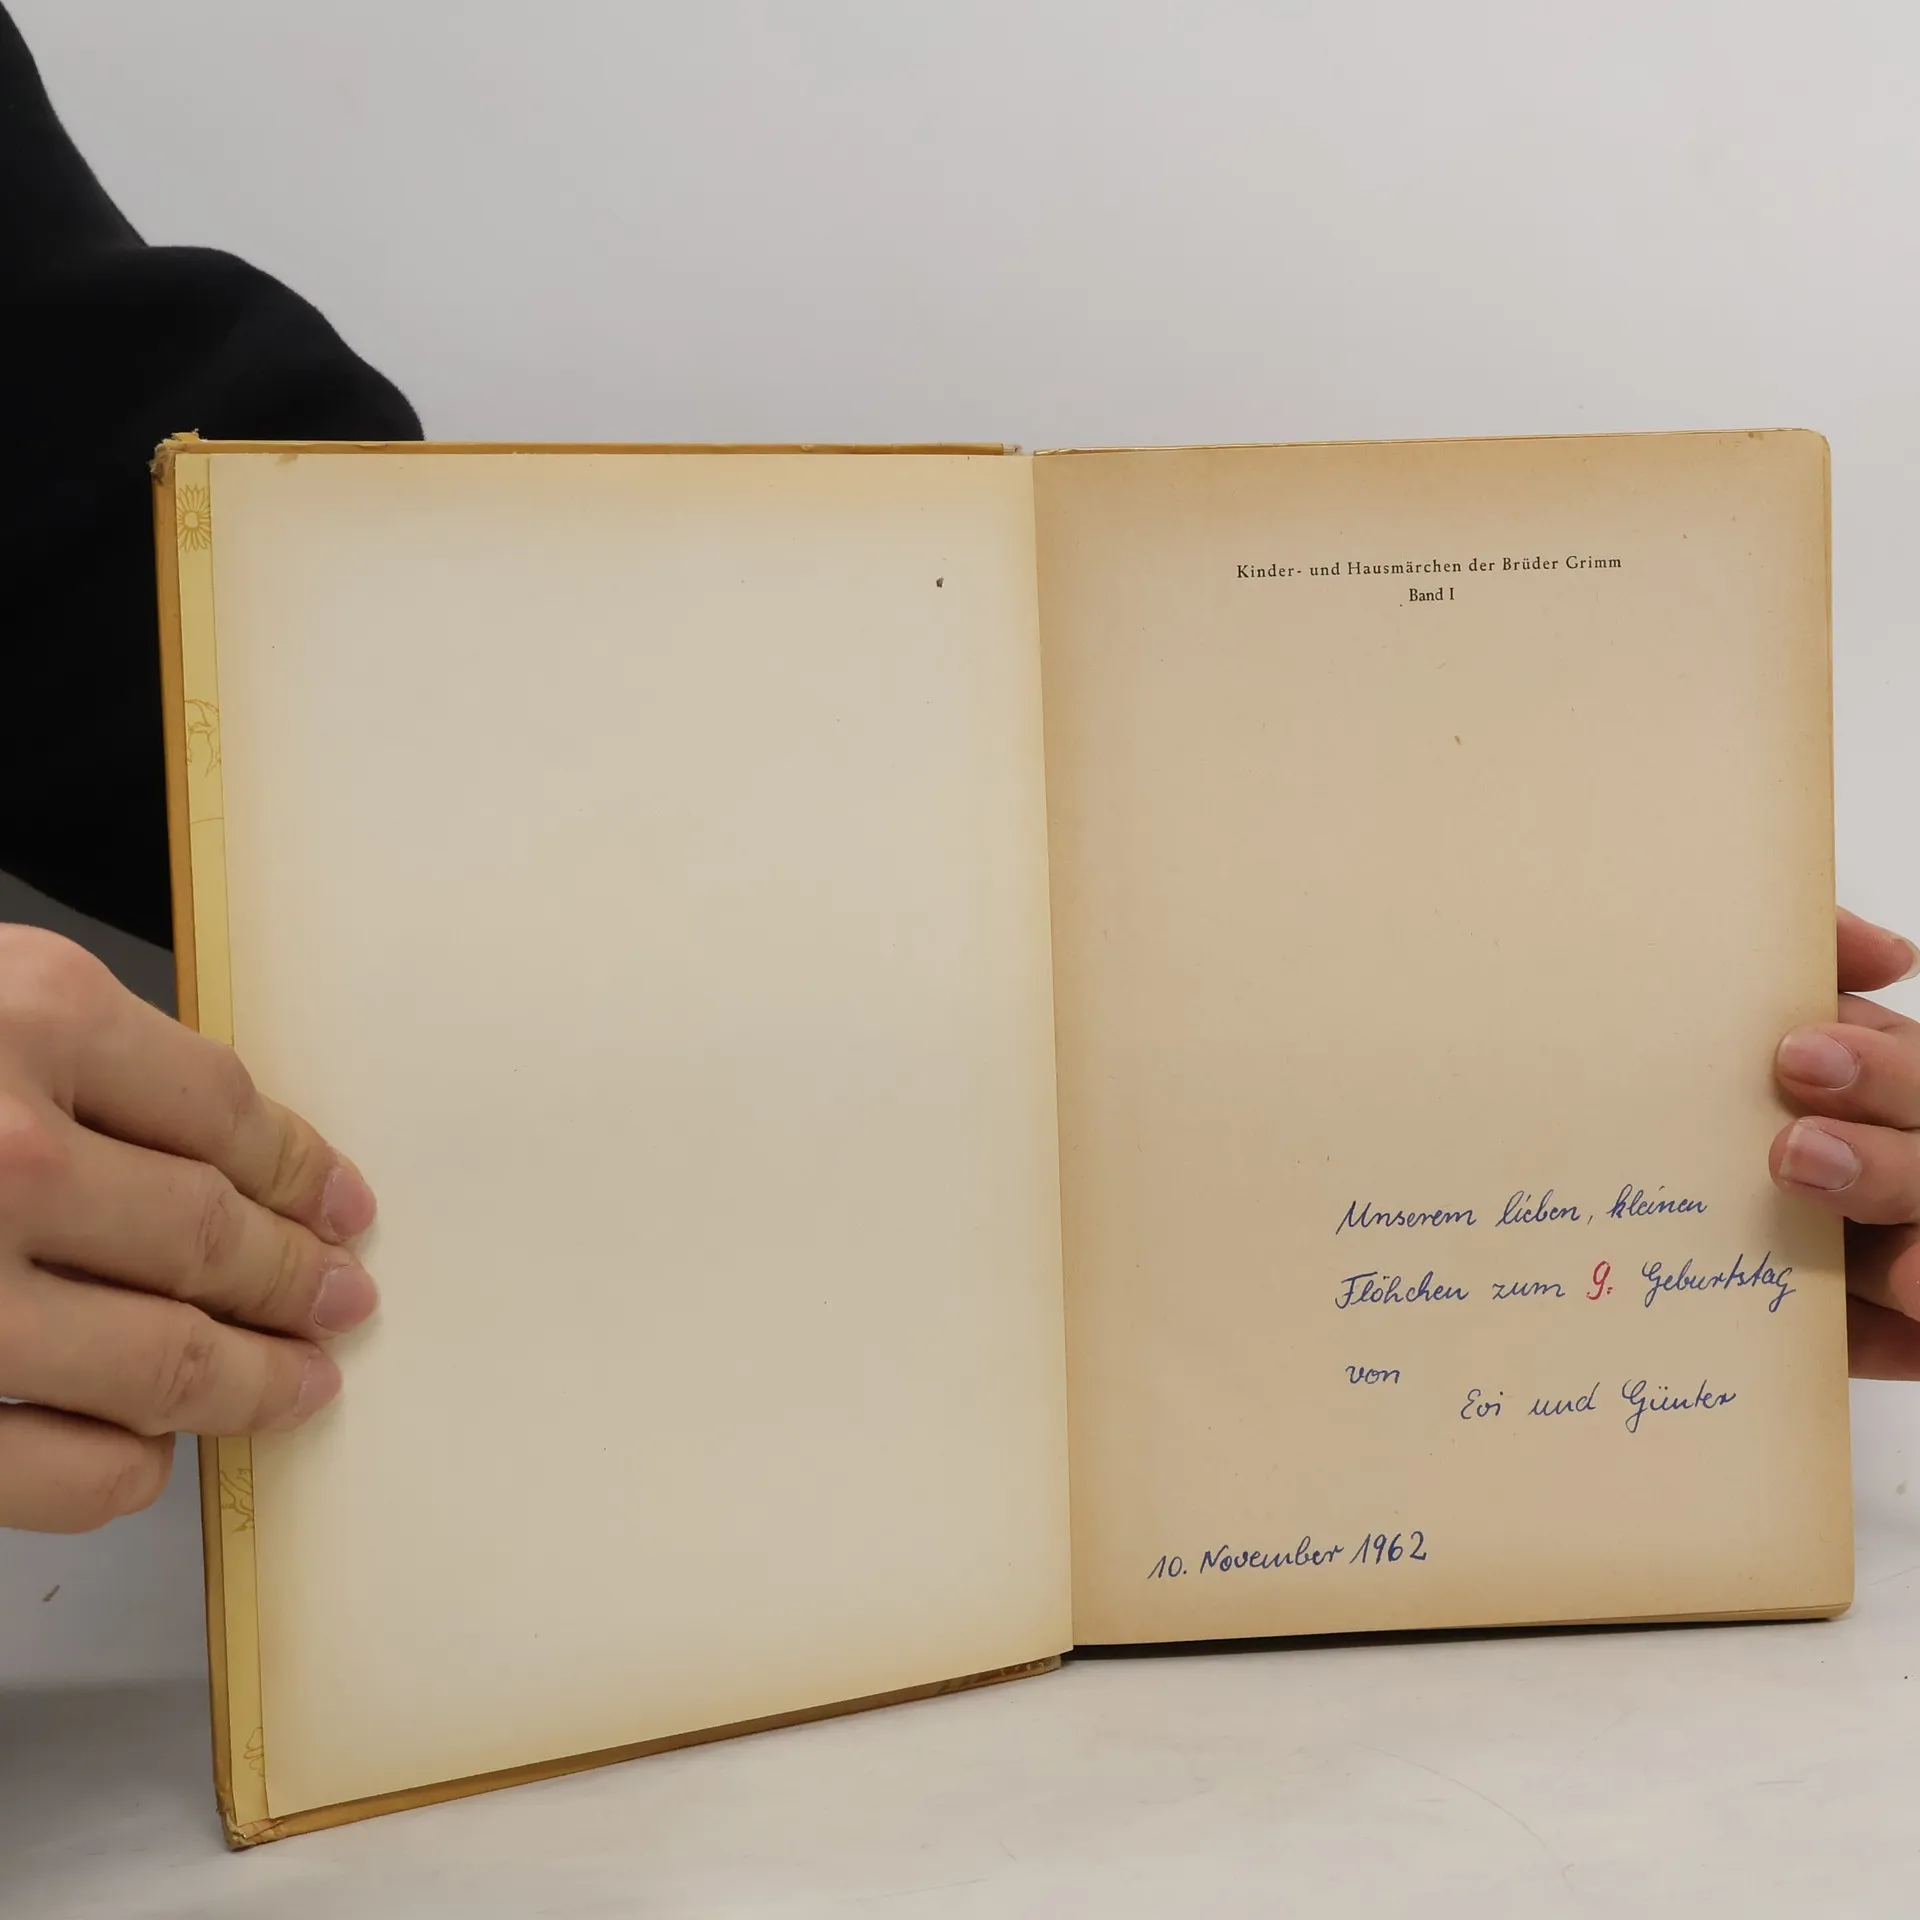 Kinder- und Hausmärchen der Brüder Grimm
Band I
Unserem lieben, kleinen
Flöhchen zum 9. Geburtstag
von
Evi und Günter
10. November 1962